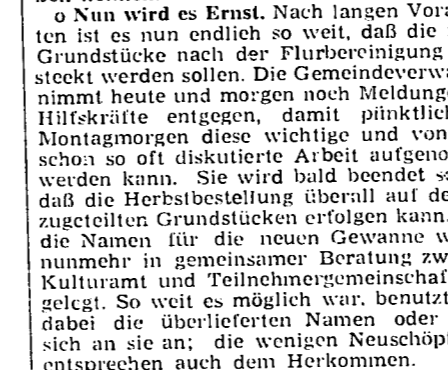 o Nun wird es Ernst. Nach langen Vora
ten ist es nun endlich so weit, daß die
Grundstücke nach der Flurbereinigung
steckt werden sollen. Die Gemeindeverwa
nimmt heute und morgen noch Meldung
Hilfskräfte entgegen, damit pünktlic
Montagmorgen diese wichtige und von
schon so oft diskutierte Arbeit aufgeno
werden kann. Sie wird bald beendet s
daß die Herbstbestellung überall auf de
zugeteilten Grundstücken erfolgen kann.
die Namen für die neuen Gewanne w
nunmehr in gemeinsamer Beratung zw
Kulturamt und Teilnehmergemeinschaf
gelegt. So weit es möglich war, benutzt
dabei die überlieferten Namen oder
sich an sie an; die wenigen Neuschöp
entsprechen auch dem Herkommen.